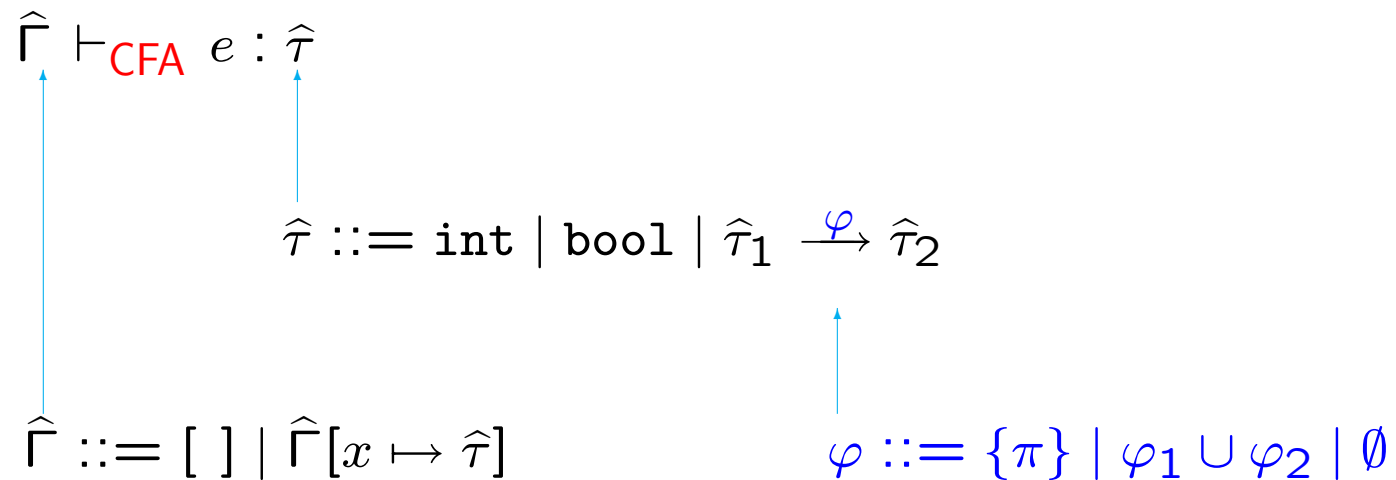 Γ̂ ⊢CFA e : τ̂
τ̂ ::= int | bool | τ̂₁ —φ→ τ̂₂
Γ̂ ::= [ ] | Γ̂[x ↦ τ̂]
φ ::= {π} | φ₁ ∪ φ₂ | ∅